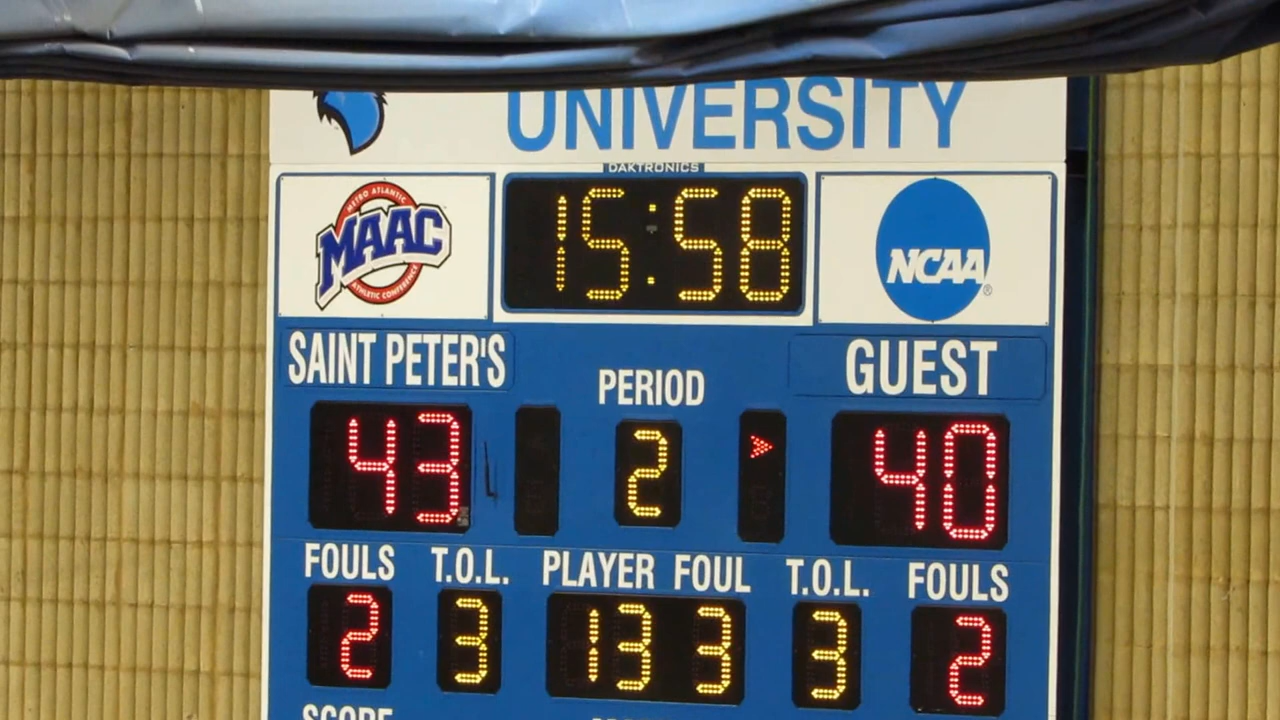 UNIVERSITY
DAKTRONICS
METRO ATLANTIC
MAAC
ATHLETIC CONFERENCE
15:58
NCAA®
SAINT PETER'S
PERIOD
GUEST
43
2
40
FOULS T.O.L. PLAYER FOUL T.O.L. FOULS
2 3 13 3 3 2
SCORE